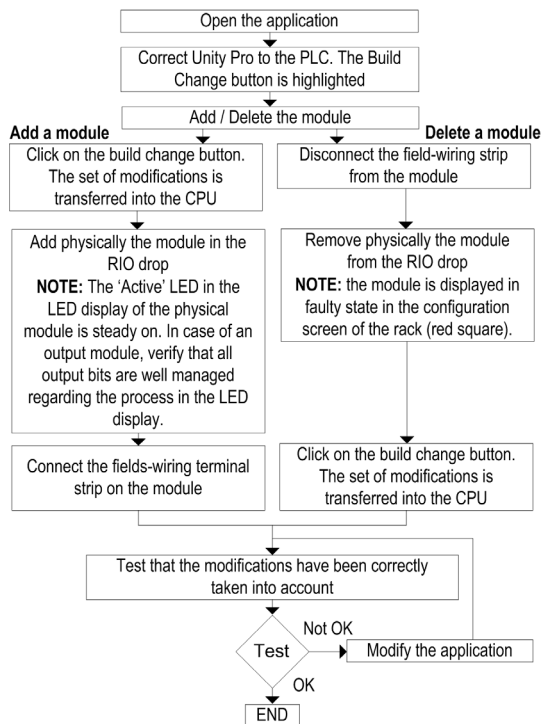 Open the application
Correct Unity Pro to the PLC. The Build
Change button is highlighted
Add / Delete the module
Add a module
Click on the build change button.
The set of modifications is
transferred into the CPU
Add physically the module in the
RIO drop
NOTE: The ‘Active’ LED in the
LED display of the physical
module is steady on. In case of an
output module, verify that all
output bits are well managed
regarding the process in the LED
display.
Connect the fields-wiring terminal
strip on the module
Delete a module
Disconnect the field-wiring strip
from the module
Remove physically the module
from the RIO drop
NOTE: the module is displayed in
faulty state in the configuration
screen of the rack (red square).
Click on the build change button.
The set of modifications is
transferred into the CPU
Test that the modifications have been correctly
taken into account
Test
Not OK
Modify the application
OK
END